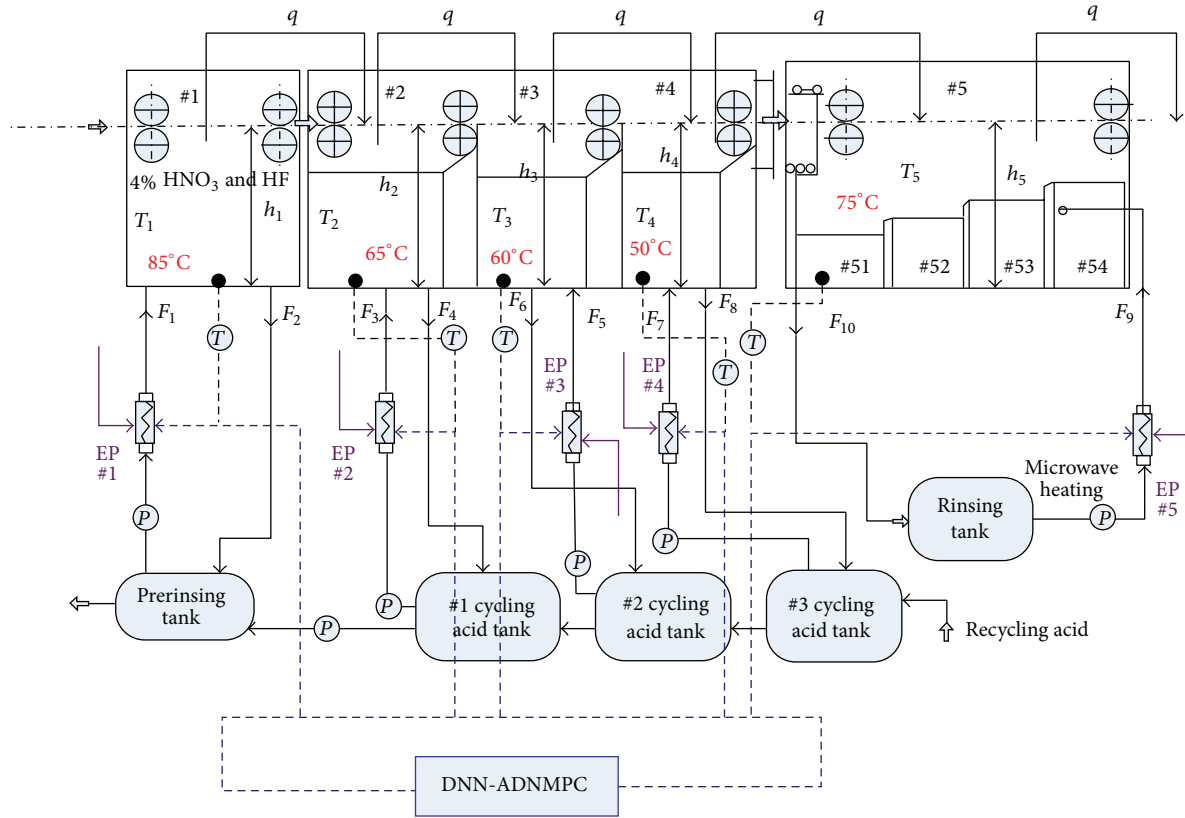 q q q q q
#1 #2 #3 #4 #5
4% HNO3 and HF
h1 h2 h3 h4 h5
T1 T2 T3 T4 T5
85°C 65°C 60°C 50°C 75°C
#51 #52 #53 #54
F1 F2 F3 F4 F6 F5 F7 F8 F10 F9
T T T T T
EP
#1
EP
#2
EP
#3
EP
#4
Microwave
heating
EP
#5
P P P P P P
Rinsing
tank
Prerinsing
tank
#1 cycling
acid tank
#2 cycling
acid tank
#3 cycling
acid tank
Recycling acid
DNN-ADNMPC